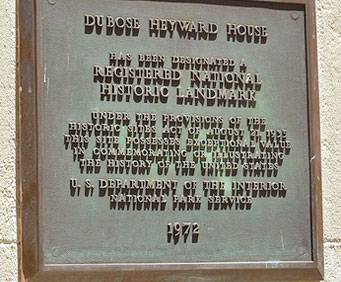 DUBOSE HEYWARD HOUSE
HAS BEEN DESIGNATED A
REGISTERED NATIONAL
HISTORIC LANDMARK
UNDER THE PROVISIONS OF THE
HISTORIC SITES ACT OF AUGUST 21, 1935
THIS SITE POSSESSES EXCEPTIONAL VALUE
IN COMMEMORATING OR ILLUSTRATING
THE HISTORY OF THE UNITED STATES
U. S. DEPARTMENT OF THE INTERIOR
NATIONAL PARK SERVICE
1972